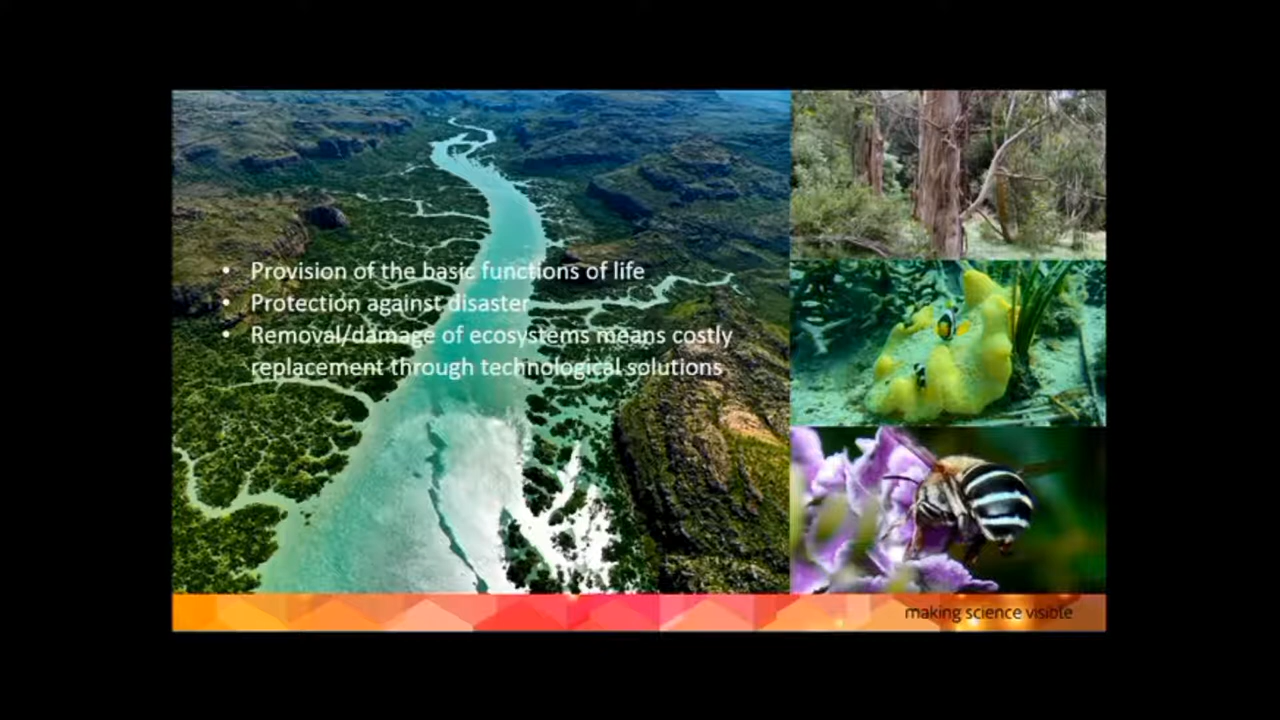 • Provision of the basic functions of life
• Protection against disaster
• Removal/damage of ecosystems means costly
replacement through technological solutions
making science visible